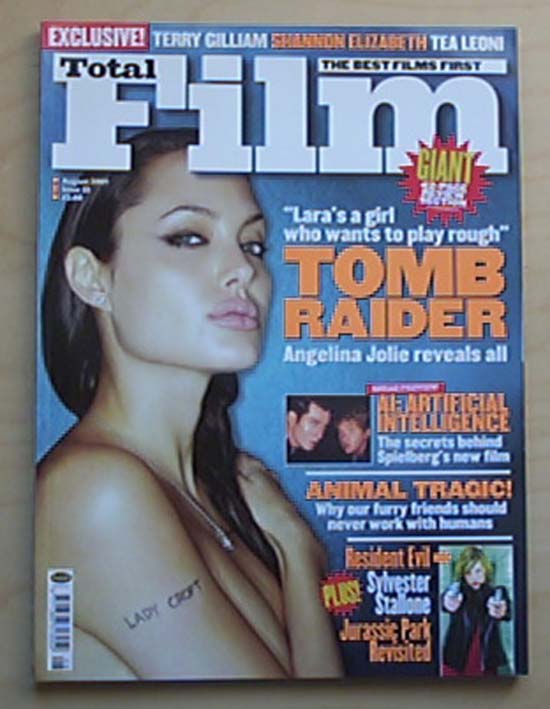 EXCLUSIVE! TERRY GILLIAM SHANNON ELIZABETH TEA LEONI
Total
Film
THE BEST FILMS FIRST
August 2001
GIANT
"Lara's a girl
who wants to play rough"
TOMB
RAIDER
Angelina Jolie reveals all
AI: ARTIFICIAL
INTELLIGENCE
The secrets behind
Spielberg's new film
ANIMAL TRAGIC!
Why our furry friends should
never work with humans
PLUS!
Resident Evil
Sylvester
Stallone
Jurassic Park
Revisited
LADY CROFT